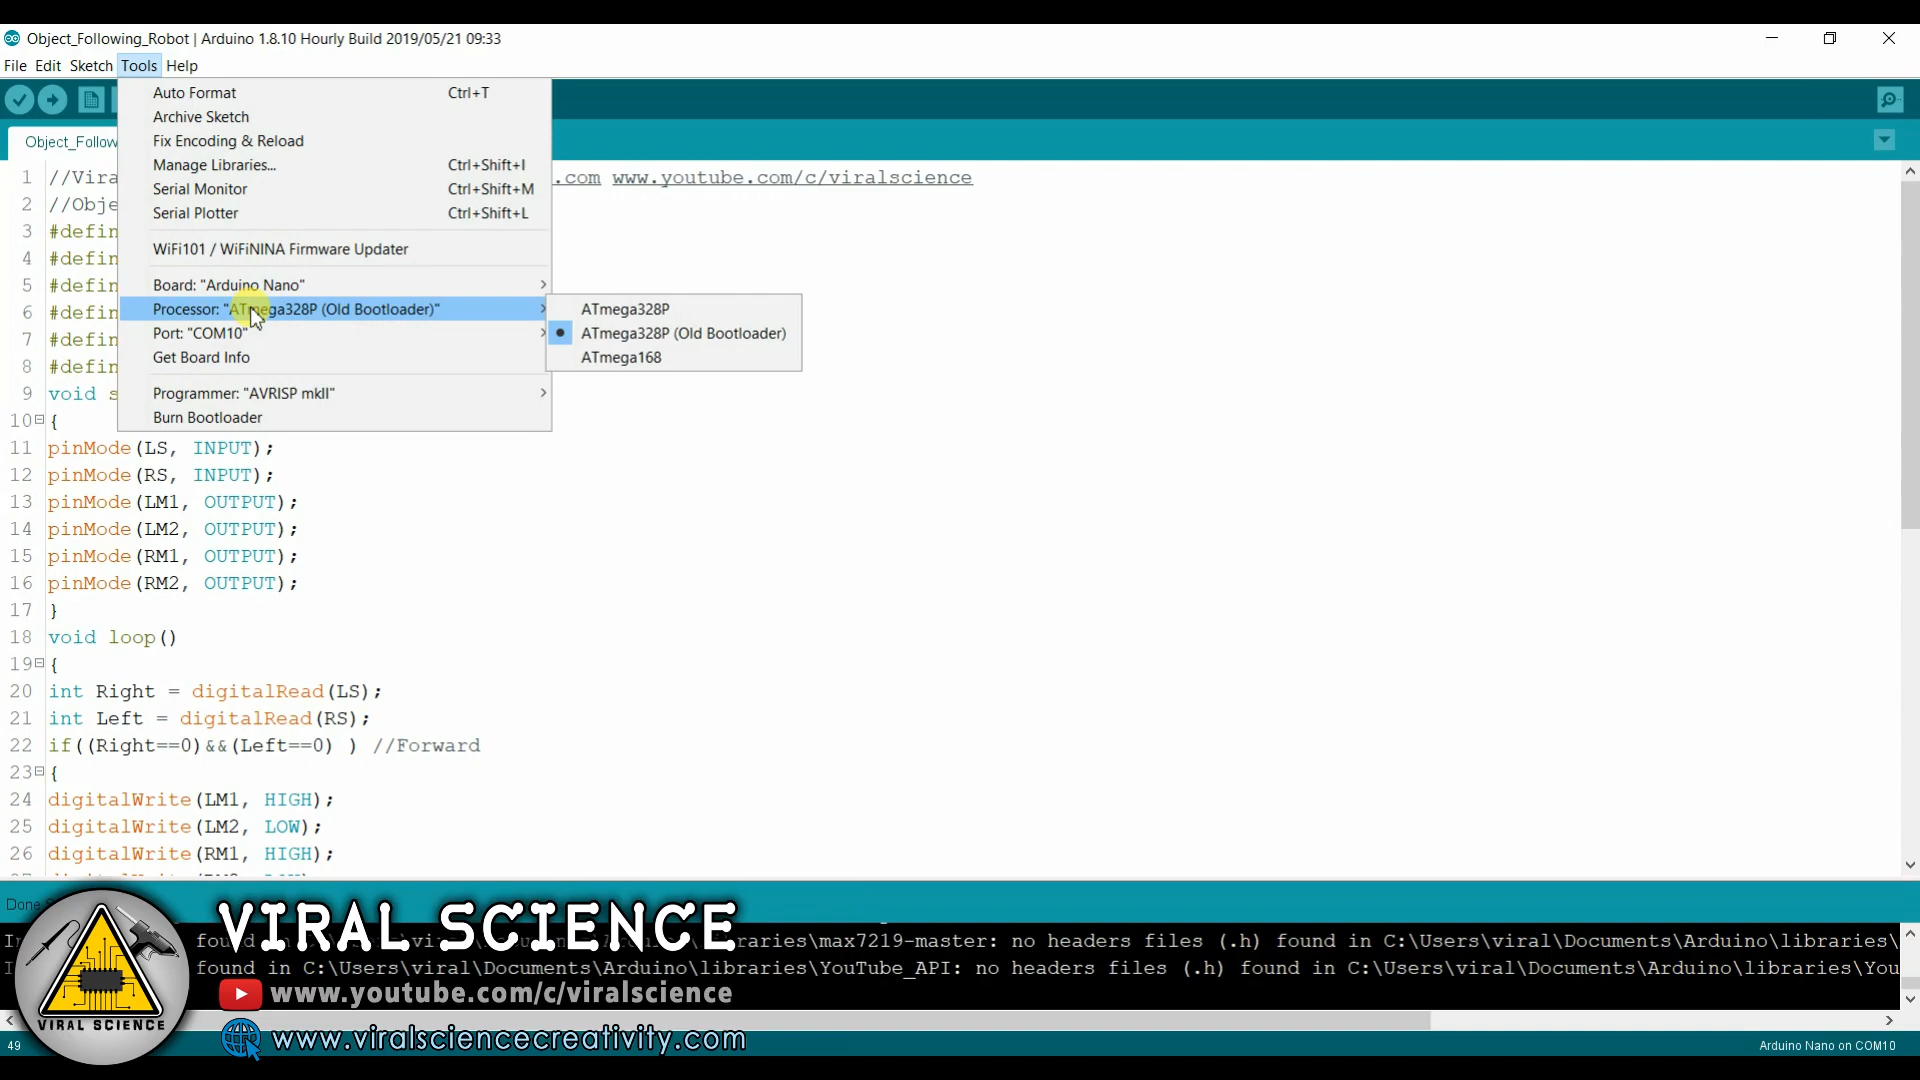 Object_Following_Robot | Arduino 1.8.10 Hourly Build 2019/05/21 09:33
File Edit Sketch Tools Help
Auto Format Ctrl+T
Archive Sketch
Fix Encoding & Reload
Manage Libraries... Ctrl+Shift+I
Serial Monitor Ctrl+Shift+M
Serial Plotter Ctrl+Shift+L
WiFi101 / WiFiNINA Firmware Updater
Board: "Arduino Nano"
Processor: "ATmega328P (Old Bootloader)"
Port: "COM10"
Get Board Info
Programmer: "AVRISP mkII"
Burn Bootloader
ATmega328P
ATmega328P (Old Bootloader)
ATmega168
Object_Follow
1 //Vira .com www.youtube.com/c/viralscience
2 //Obje
3 #defin
4 #defin
5 #defin
6 #defin
7 #defin
8 #defin
9 void s
10 {
11 pinMode(LS, INPUT);
12 pinMode(RS, INPUT);
13 pinMode(LM1, OUTPUT);
14 pinMode(LM2, OUTPUT);
15 pinMode(RM1, OUTPUT);
16 pinMode(RM2, OUTPUT);
17 }
18 void loop()
19 {
20 int Right = digitalRead(LS);
21 int Left = digitalRead(RS);
22 if((Right==0)&&(Left==0) ) //Forward
23 {
24 digitalWrite(LM1, HIGH);
25 digitalWrite(LM2, LOW);
26 digitalWrite(RM1, HIGH);
Done
found in libraries\max7219-master: no headers files (.h) found in C:\Users\viral\Documents\Arduino\libraries\
found in C:\Users\viral\Documents\Arduino\libraries\YouTube_API: no headers files (.h) found in C:\Users\viral\Documents\Arduino\libraries\You
VIRAL SCIENCE
VIRAL SCIENCE
www.youtube.com/c/viralscience
www.viralsciencecreativity.com
49
Arduino Nano on COM10